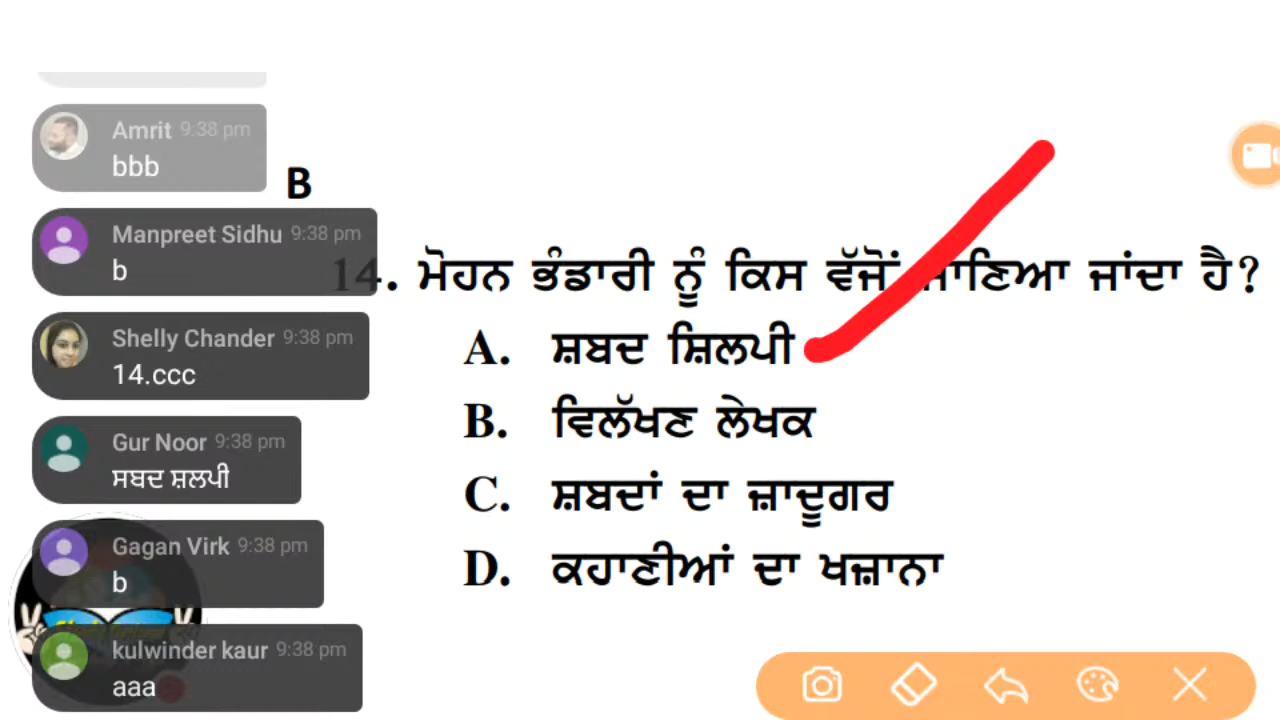 Amrit 9:38 pm
bbb
B
Manpreet Sidhu 9:38 pm
b
14. ਮੋਹਨ ਭੰਡਾਰੀ ਨੂੰ ਕਿਸ ਵੱਜੋਂ ਜਾਣਿਆ ਜਾਂਦਾ ਹੈ?
Shelly Chander 9:38 pm
14.ccc
A. ਸ਼ਬਦ ਸ਼ਿਲਪੀ
B. ਵਿਲੱਖਣ ਲੇਖਕ
Gur Noor 9:38 pm
ਸਬਦ ਸ਼ਲਪੀ
C. ਸ਼ਬਦਾਂ ਦਾ ਜ਼ਾਦੂਗਰ
Gagan Virk 9:38 pm
b
D. ਕਹਾਣੀਆਂ ਦਾ ਖਜ਼ਾਨਾ
kulwinder kaur 9:38 pm
aaa